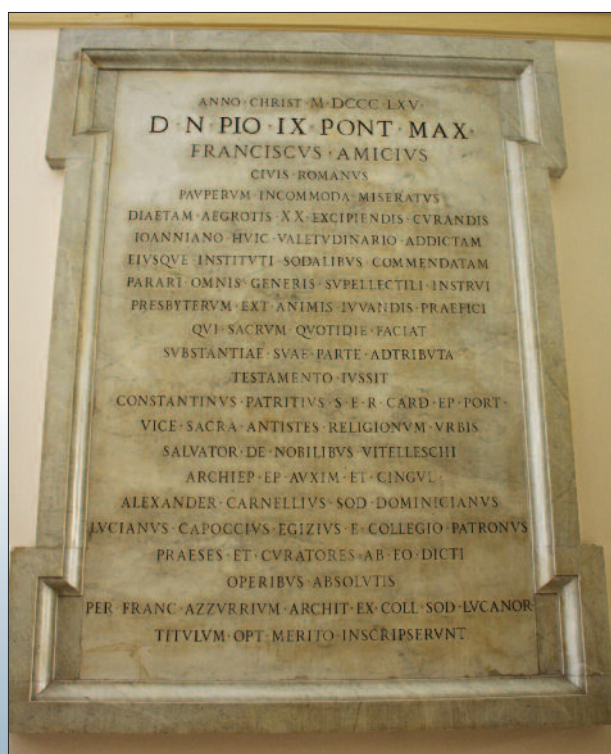 ANNO·CHRIST·M·DCCC·LXV·
D·N·PIO·IX·PONT·MAX·
FRANCISCVS·AMICIVS
CIVIS·ROMANVS
PAVPERVM·INCOMMODA·MISERATVS
DIAETAM·AEGROTIS·XX·EXCIPIENDIS·CVRANDIS
IOANNIANO·HVIC·VALETVDINARIO·ADDICTAM
EIVSQVE·INSTITVTI·SODALIBVS·COMMENDATAM
PARARI·OMNIS·GENERIS·SVPELLECTILI·INSTRVI
PRESBYTERVM·EXT·ANIMIS·IVVANDIS·PRAEFICI
QVI·SACRVM·QVOTIDIE·FACIAT
SVBSTANTIAE·SVAE·PARTE·ADTRIBVTA
TESTAMENTO·IVSSIT
CONSTANTINVS·PATRITIVS·S·E·R·CARD·EP·PORT·
VICE·SACRA·ANTISTES·RELIGIONVM·VRBIS
SALVATOR·DE·NOBILIBVS·VITELLESCHI
ARCHIEP·EP·AVXIM·ET·CINGVL·
ALEXANDER·CARNELLIVS·SOD·DOMINICIANVS
LVCIANVS·CAPOCCIVS·EGIZIVS·E·COLLEGIO·PATRONVS
PRAESES·ET·CVRATORES·AB·EO·DICTI
OPERIBVS·ABSOLVTIS
PER·FRANC·AZZVRRIVM·ARCHIT·EX·COLL·SOD·LVCANOR·
TITVLVM·OPT·MERITO·INSCRIPSERVNT